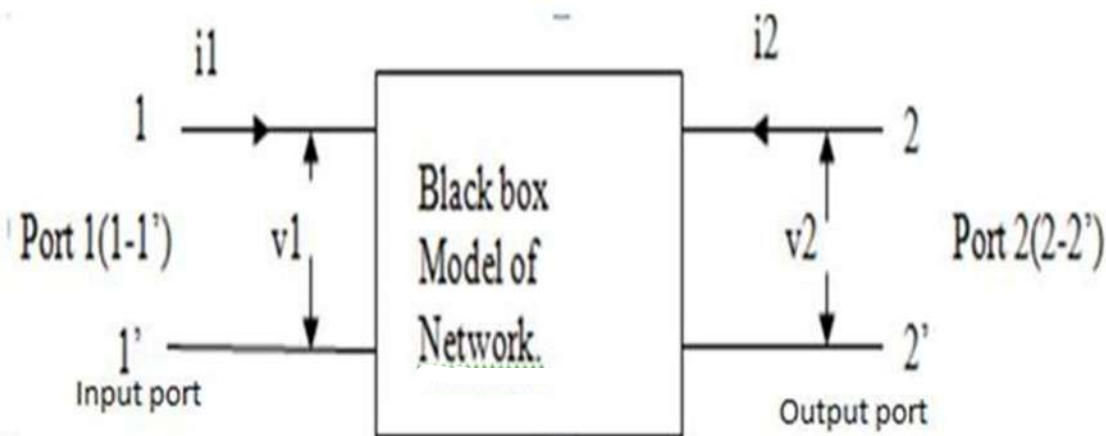 i1
i2
1
2
Port 1(1-1’)
v1
Black box
Model of
Network.
v2
Port 2(2-2’)
1’
2’
Input port
Output port